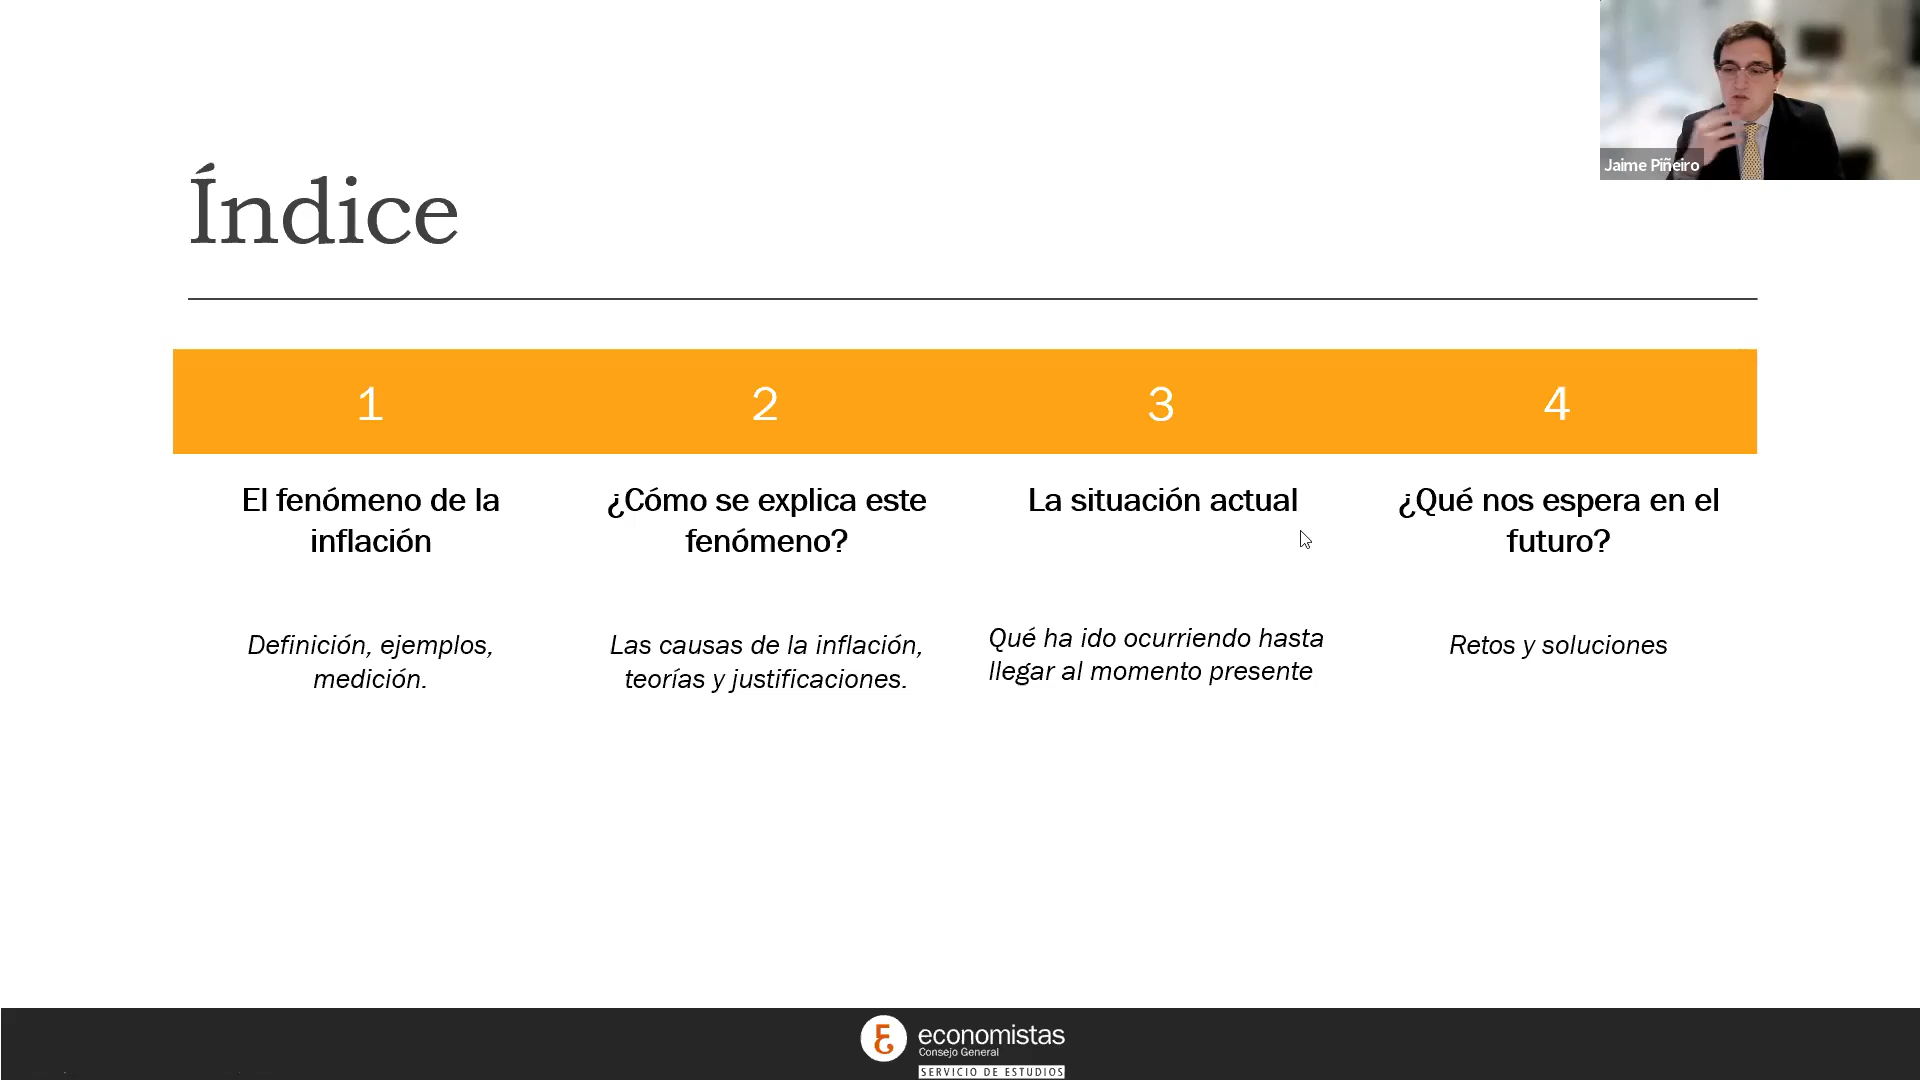 Jaime Piñeiro
Índice
1
2
3
4
El fenómeno de la
inflación
¿Cómo se explica este
fenómeno?
La situación actual
¿Qué nos espera en el
futuro?
Definición, ejemplos,
medición.
Las causas de la inflación,
teorías y justificaciones.
Qué ha ido ocurriendo hasta
llegar al momento presente
Retos y soluciones
economistas
Consejo General
SERVICIO DE ESTUDIOS